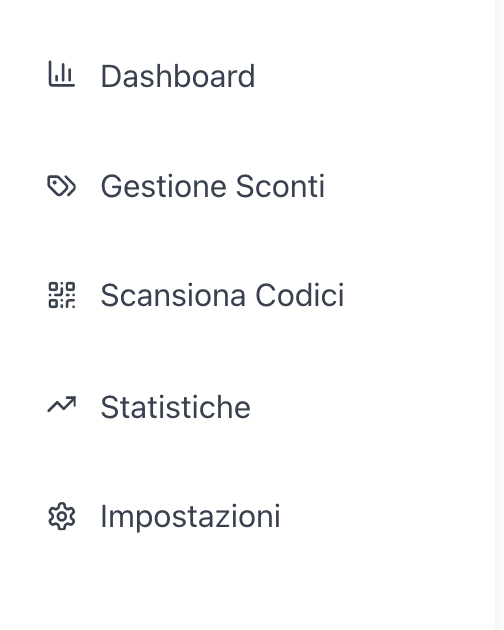 Dashboard
Gestione Sconti
Scansiona Codici
Statistiche
Impostazioni